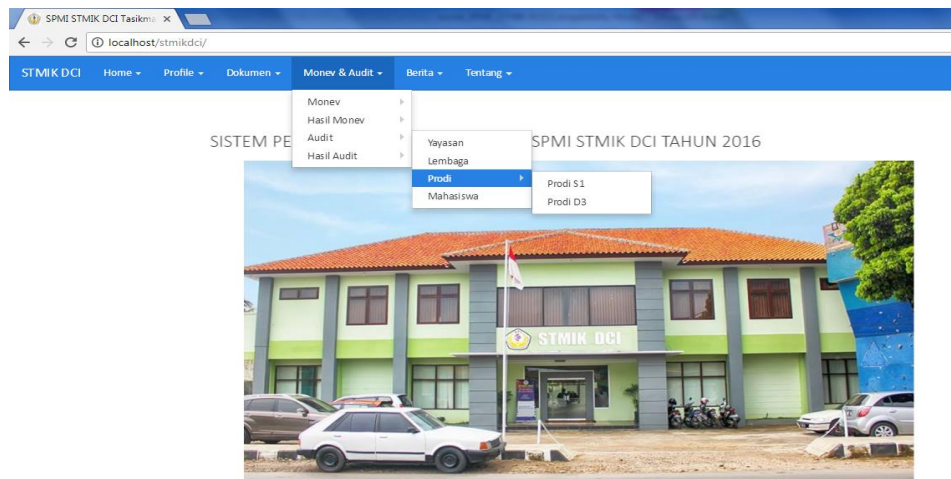 SPMI STMIK DCI Tasikma
localhost/stmikdci/
STMIK DCI Home Profile Dokumen Monev & Audit Berita Tentang
Monev
Hasil Monev
Audit
Hasil Audit
Yayasan
Lembaga
Prodi
Mahasiswa
Prodi S1
Prodi D3
SISTEM PE SPMI STMIK DCI TAHUN 2016
STMIK DCI